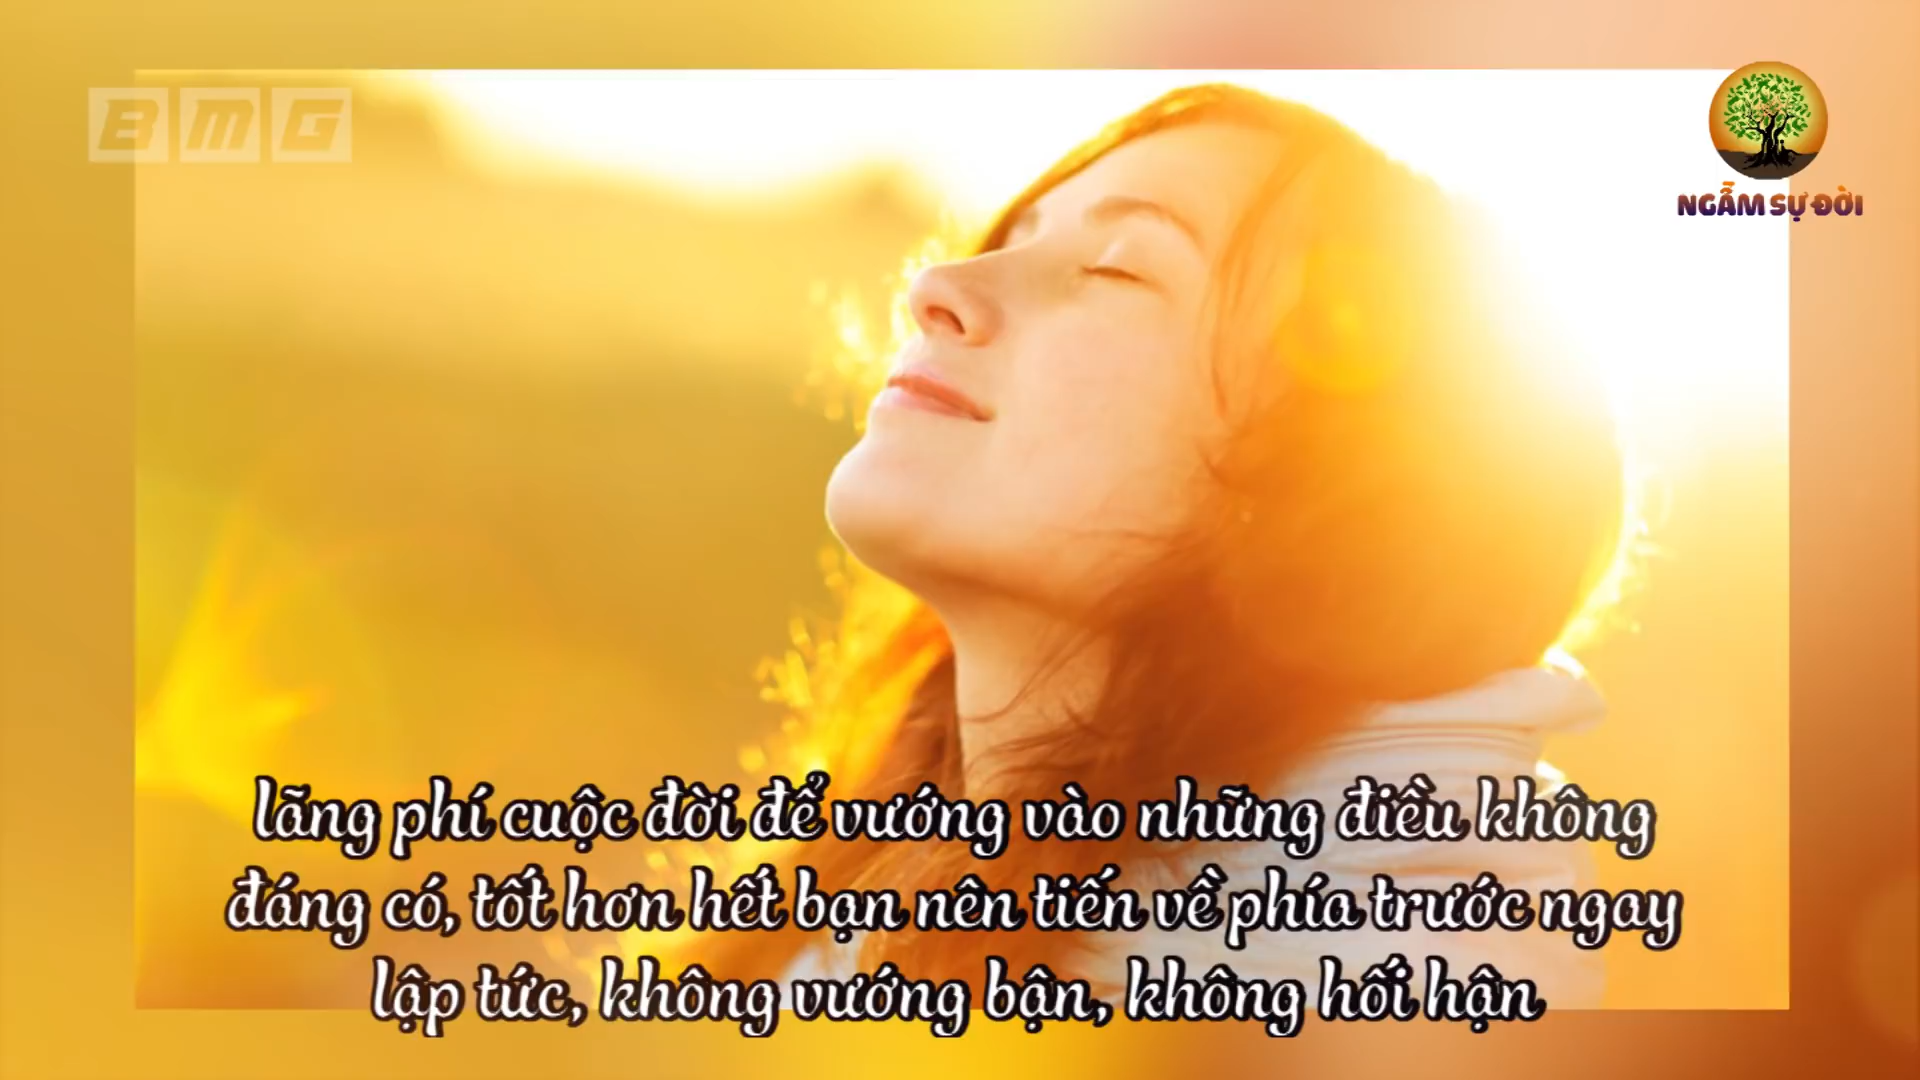 BMG
NGẪM SỰ ĐỜI
lãng phí cuộc đời để vướng vào những điều không
đáng có, tốt hơn hết bạn nên tiến về phía trước ngay
lập tức, không vướng bận, không hối hận